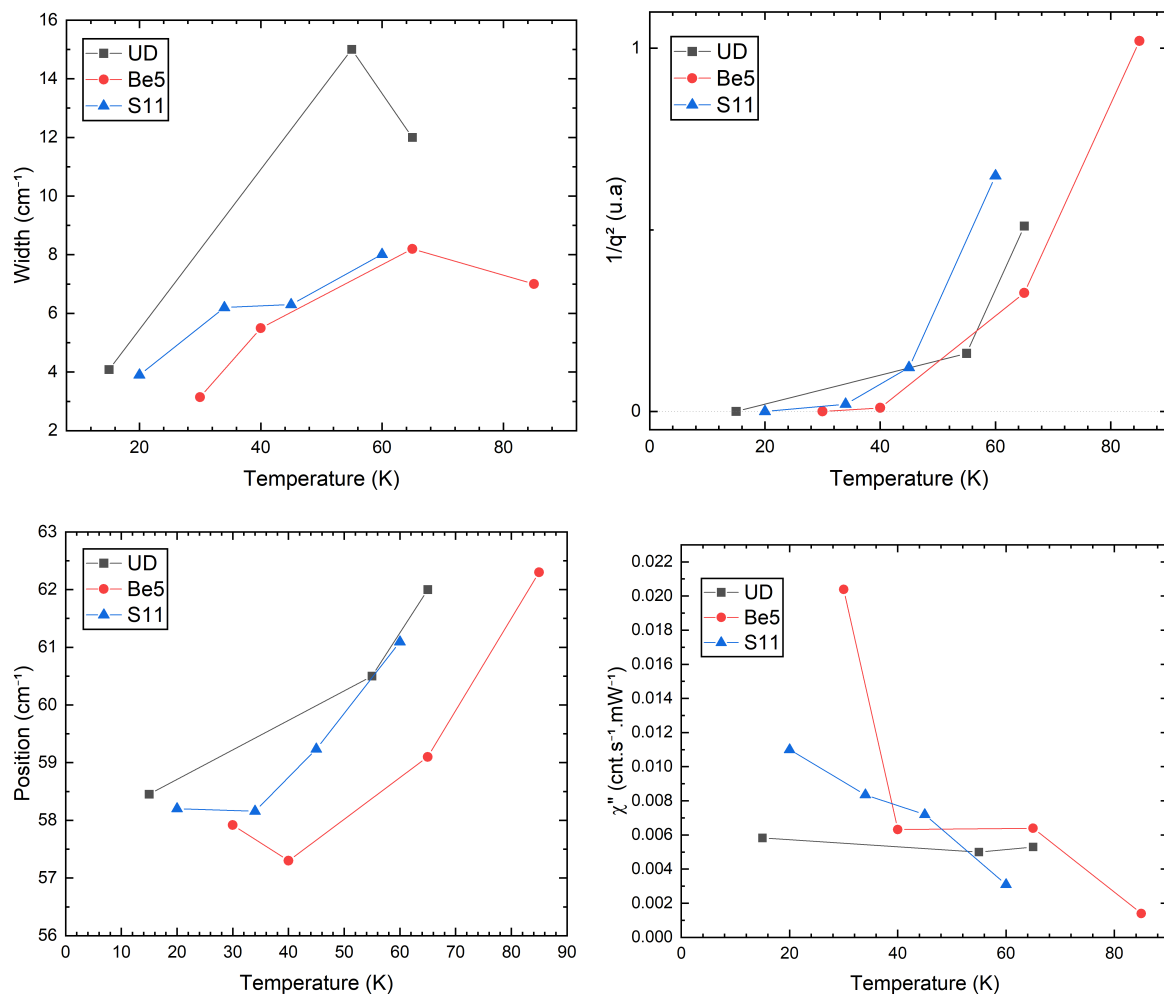 16
14
12
10
8
6
4
2
Width (cm⁻¹)
UD
Be5
S11
20
40
60
80
Temperature (K)
1
0
1/q² (u.a)
UD
Be5
S11
0
20
40
60
80
Temperature (K)
63
62
61
60
59
58
57
56
Position (cm⁻¹)
UD
Be5
S11
0
10
20
30
40
50
60
70
80
90
Temperature (K)
0.022
0.020
0.018
0.016
0.014
0.012
0.010
0.008
0.006
0.004
0.002
0.000
χ" (cnt.s⁻¹.mW⁻¹)
UD
Be5
S11
0
20
40
60
80
Temperature (K)